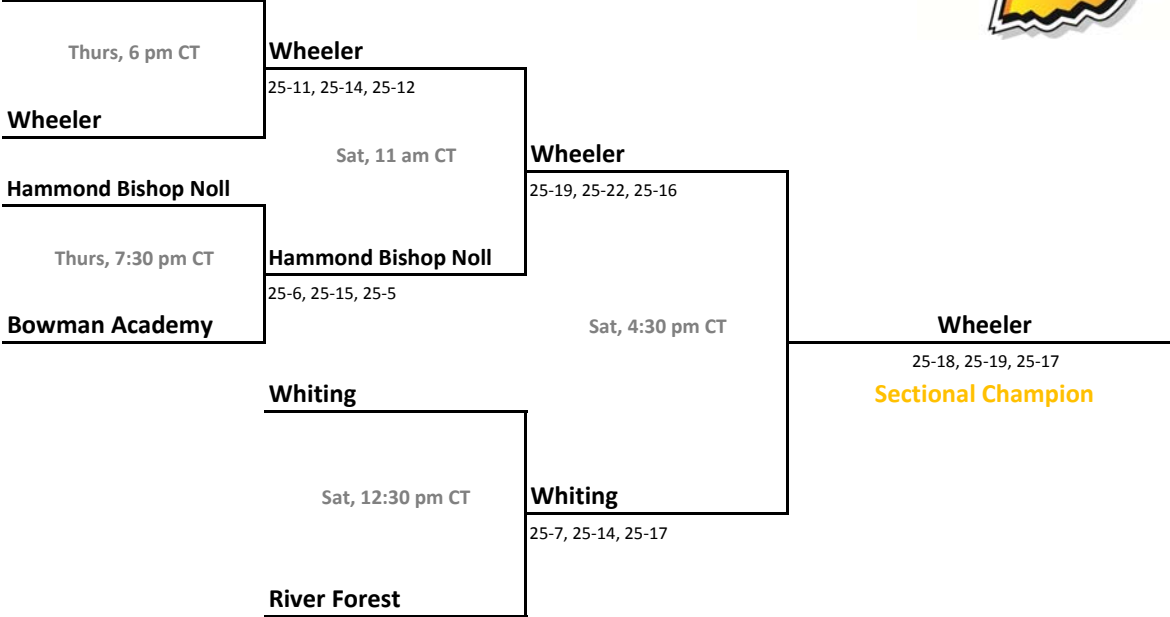 Thurs, 6 pm CT
Wheeler
25-11, 25-14, 25-12
Wheeler
Sat, 11 am CT
Wheeler
Hammond Bishop Noll
25-19, 25-22, 25-16
Thurs, 7:30 pm CT
Hammond Bishop Noll
25-6, 25-15, 25-5
Bowman Academy
Sat, 4:30 pm CT
Wheeler
25-18, 25-19, 25-17
Whiting
Sectional Champion
Sat, 12:30 pm CT
Whiting
25-7, 25-14, 25-17
River Forest